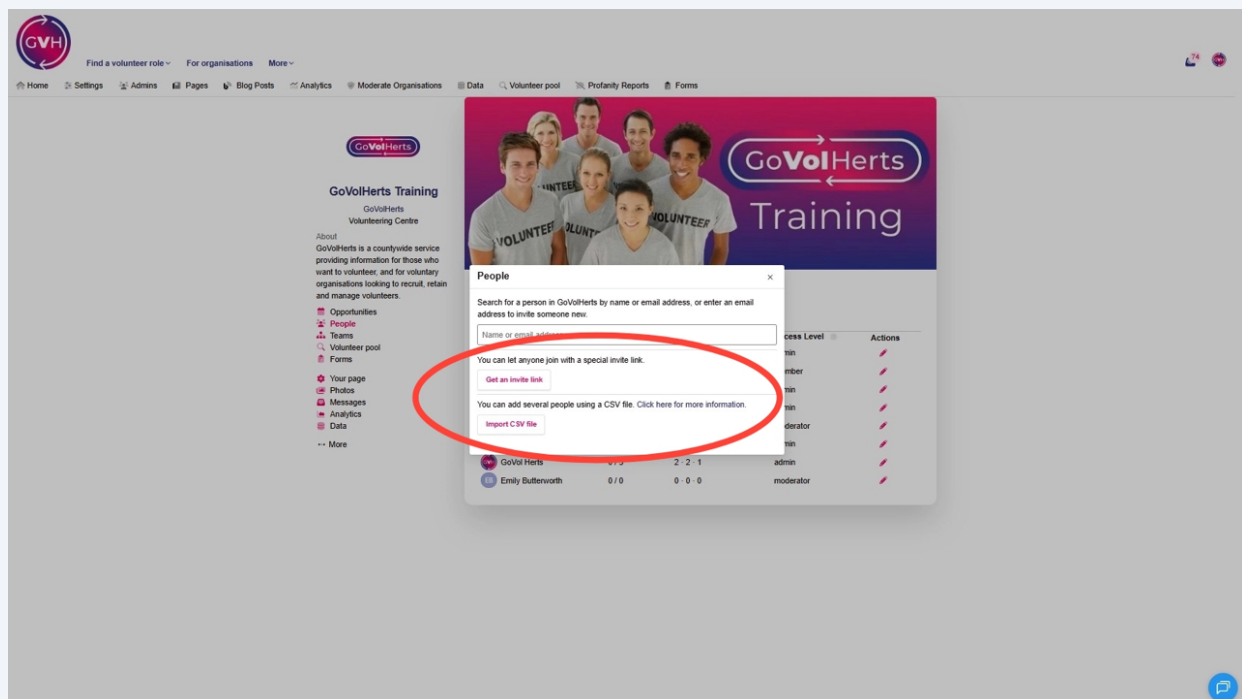 GVH
Find a volunteer role
For organisations
More
74
Home
Settings
Admins
Pages
Blog Posts
Analytics
Moderate Organisations
Data
Volunteer pool
Profanity Reports
Forms
GoVolHerts
GoVolHerts Training
GoVolHerts
Volunteering Centre
About
GoVolHerts is a countywide service
providing information for those who
want to volunteer, and for voluntary
organisations looking to recruit, retain
and manage volunteers.
Opportunities
People
Teams
Volunteer pool
Forms
Your page
Photos
Messages
Analytics
Data
More
VOLUNTEER
VOLUNTEER
GoVolHerts
Training
People
×
Search for a person in GoVolHerts by name or email address, or enter an email
address to invite someone new.
Name or email address
You can let anyone join with a special invite link.
Get an invite link
You can add several people using a CSV file. Click here for more information.
Import CSV file
Level
Actions
GoVol Herts
2 · 2 · 1
admin
EB
Emily Butterworth
0 / 0
0 · 0 · 0
moderator